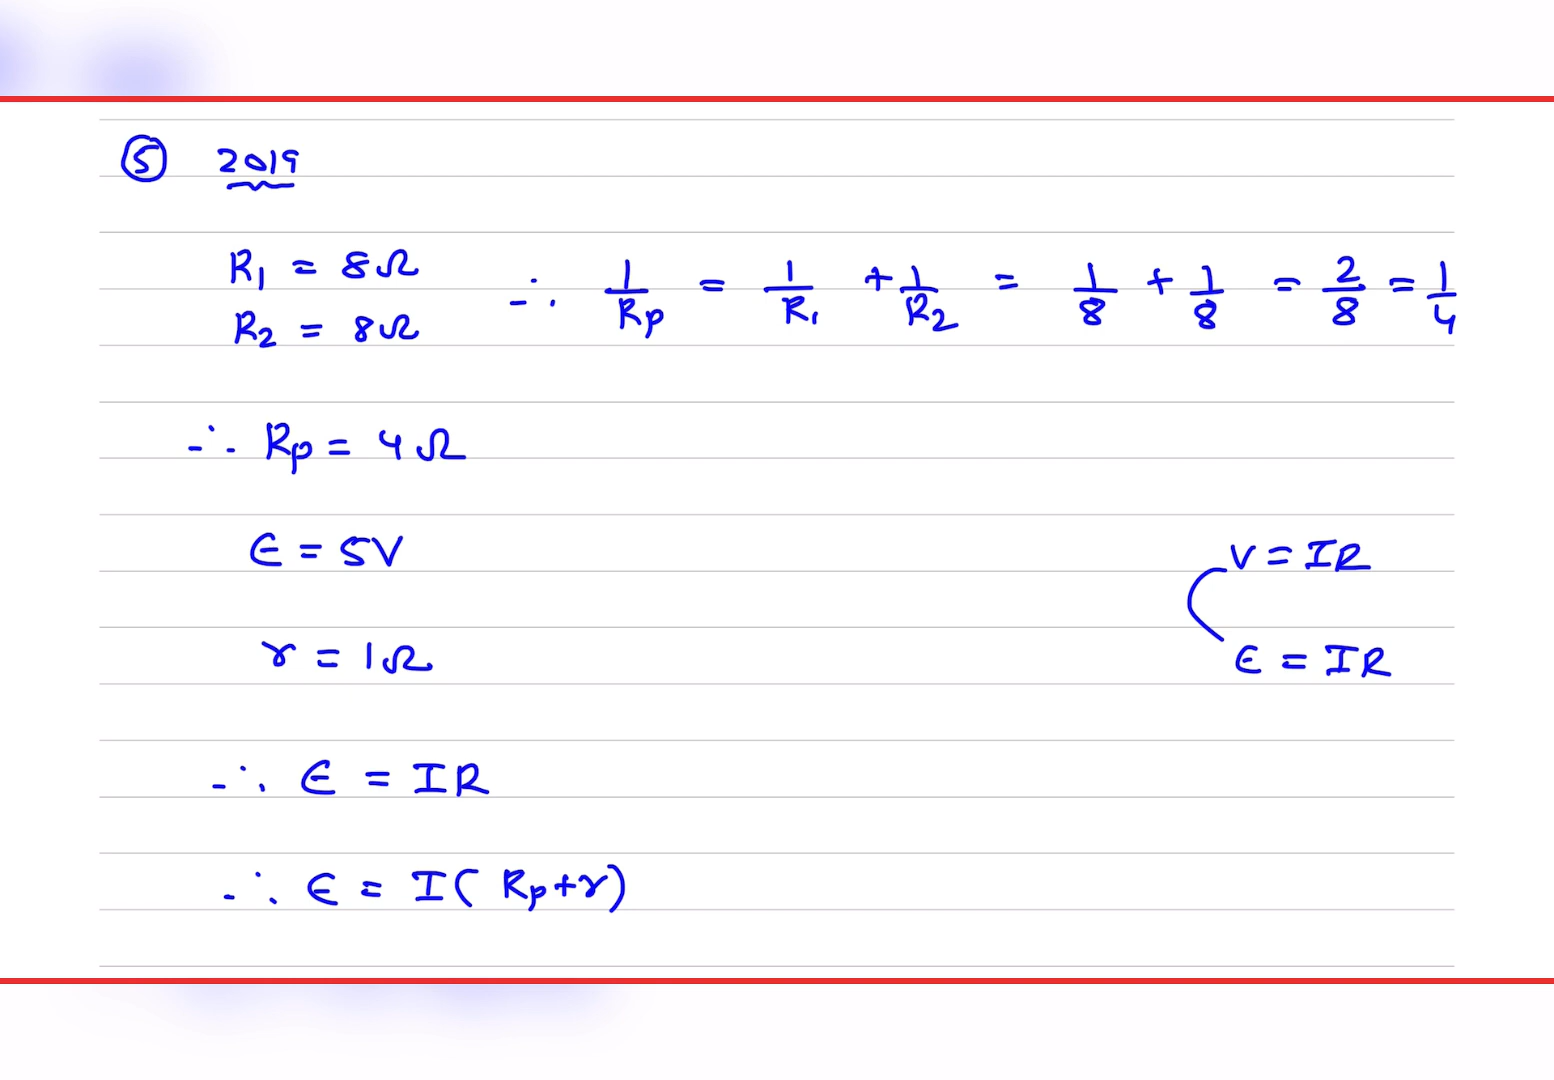 ⑤ 2019
R₁ = 8Ω ∴ 1/Rp = 1/R₁ + 1/R₂ = 1/8 + 1/8 = 2/8 = 1/4
R₂ = 8Ω
∴ Rp = 4Ω
ϵ = 5V
V = IR
r = 1Ω
ϵ = IR
∴ ϵ = IR
∴ ϵ = I( Rp+r)